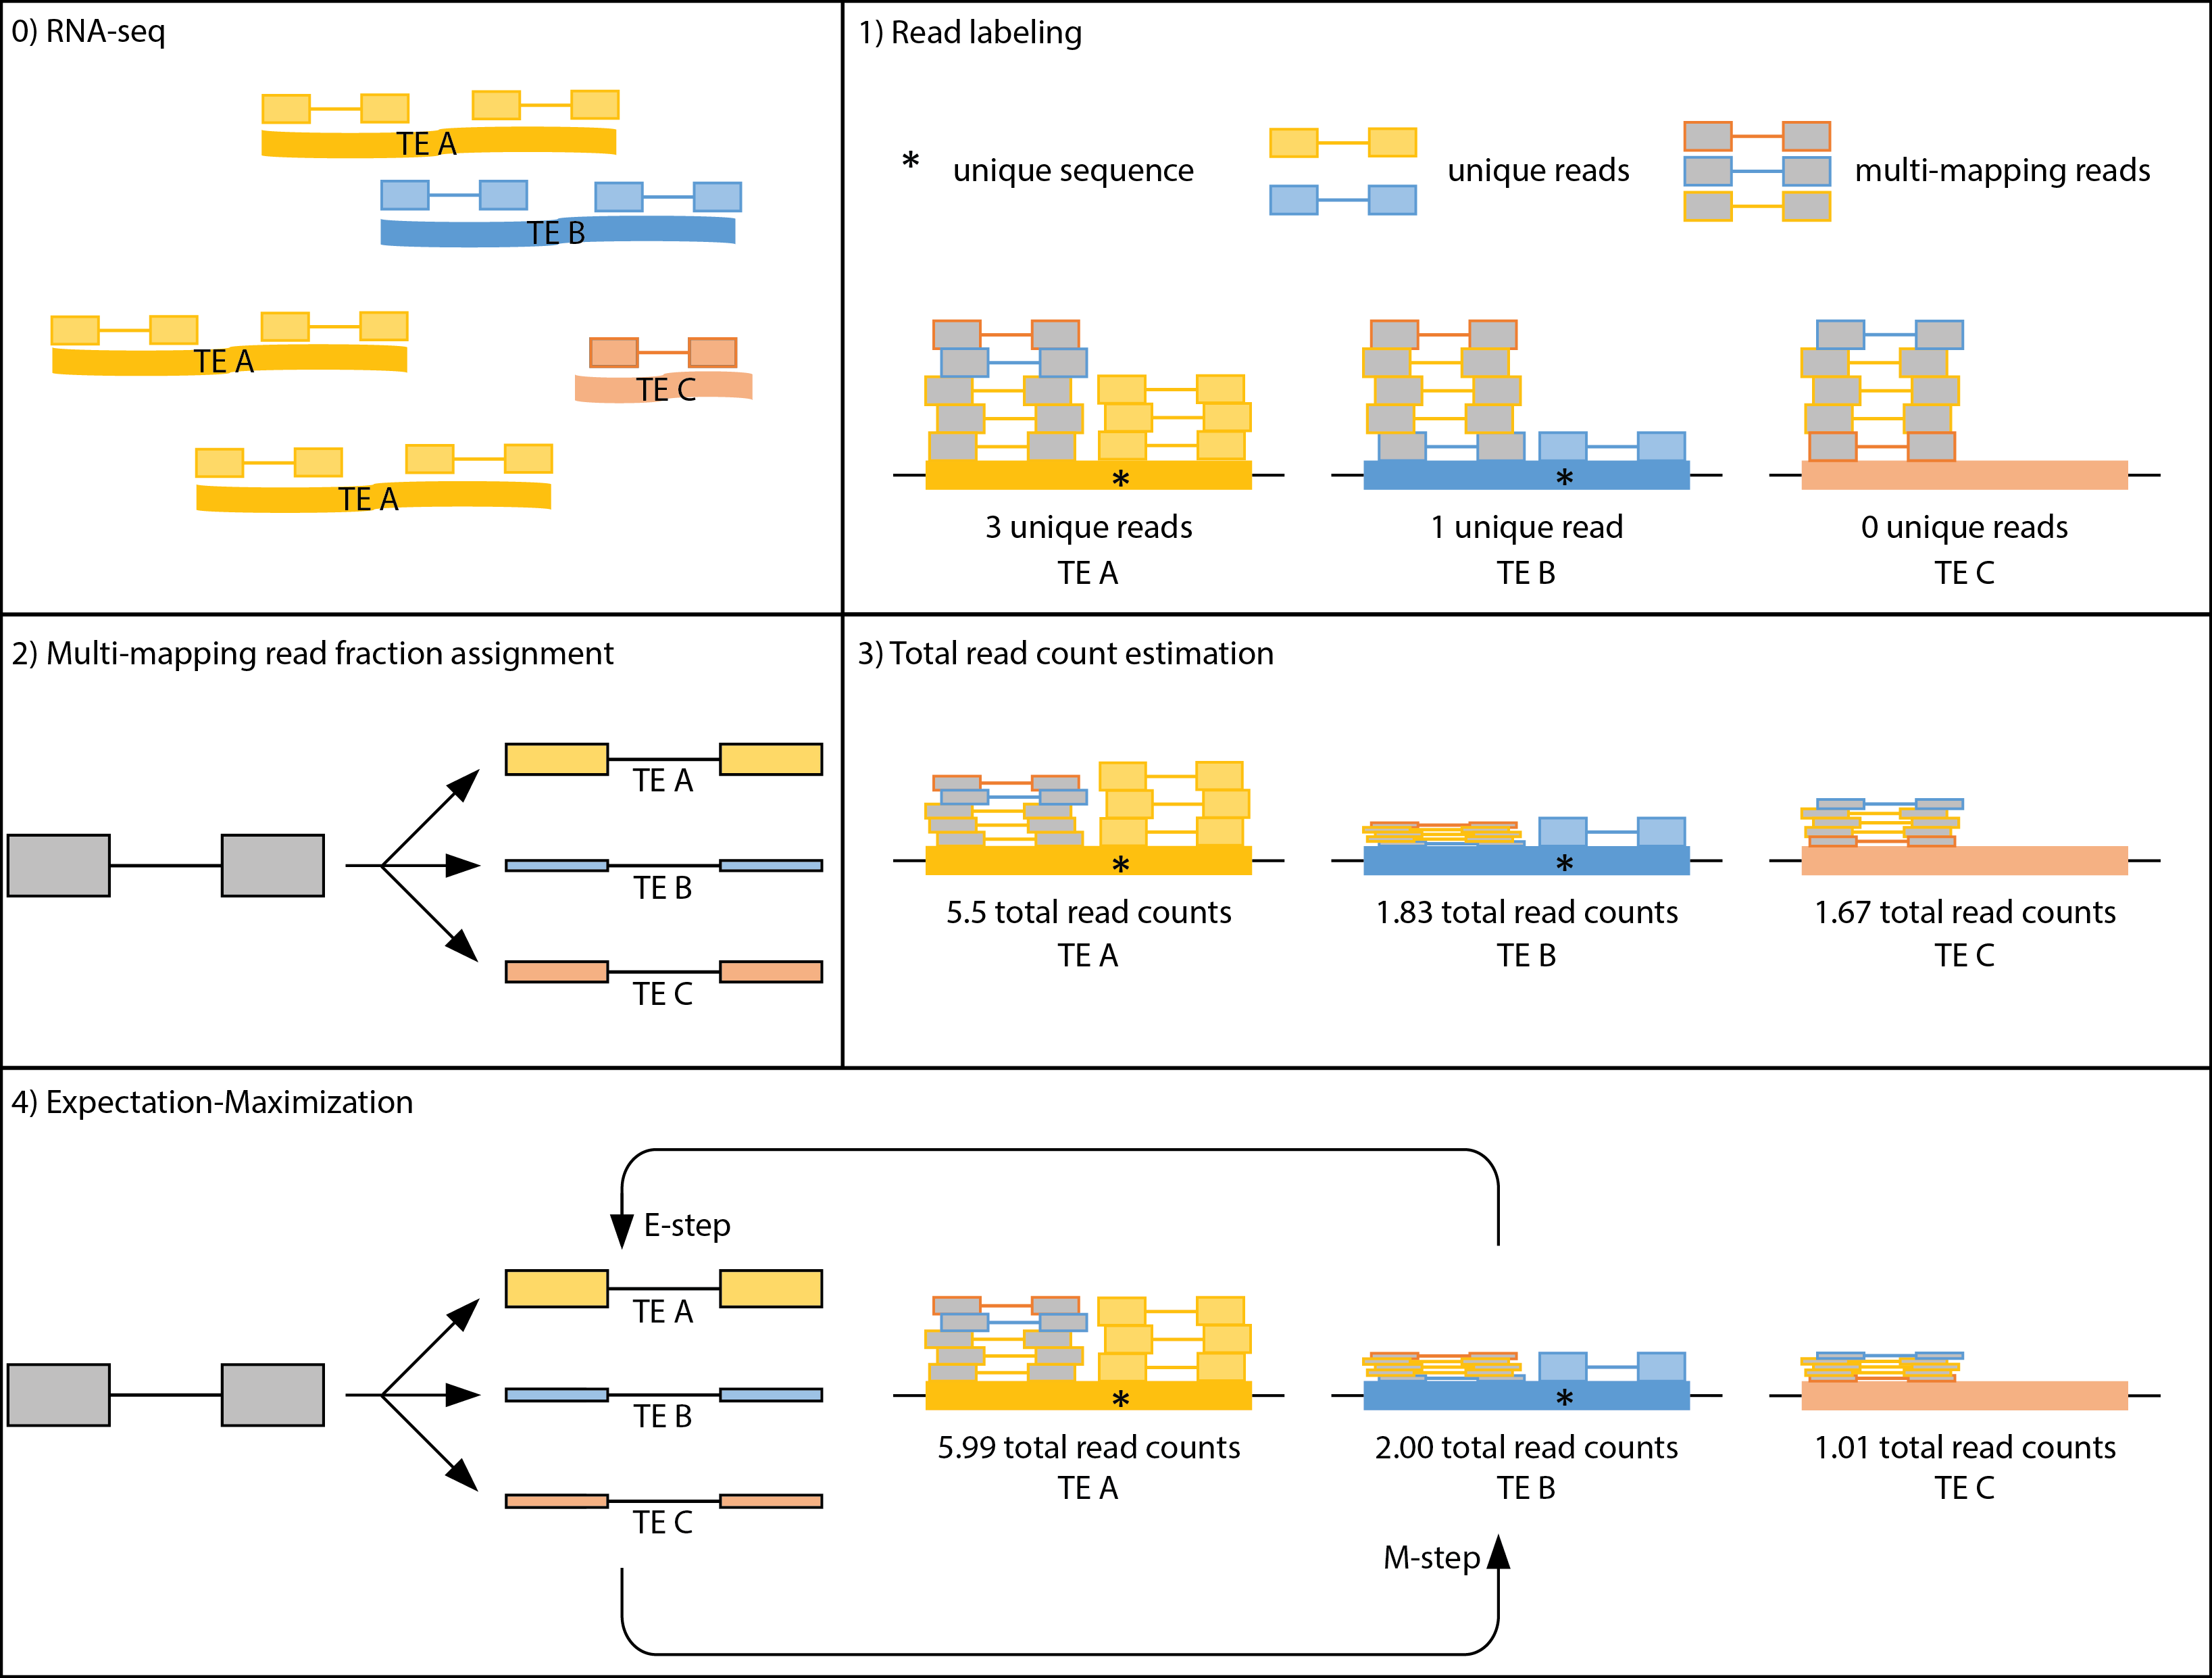 0) RNA-seq
TE A
TE B
TE A
TE C
TE A
1) Read labeling
* unique sequence
unique reads
multi-mapping reads
* * 
3 unique reads
1 unique read
0 unique reads
TE A
TE B
TE C
2) Multi-mapping read fraction assignment
TE A
TE B
TE C
3) Total read count estimation
* *
5.5 total read counts
1.83 total read counts
1.67 total read counts
TE A
TE B
TE C
4) Expectation-Maximization
E-step
TE A
TE B
TE C
* *
5.99 total read counts
2.00 total read counts
1.01 total read counts
TE A
TE B
TE C
M-step